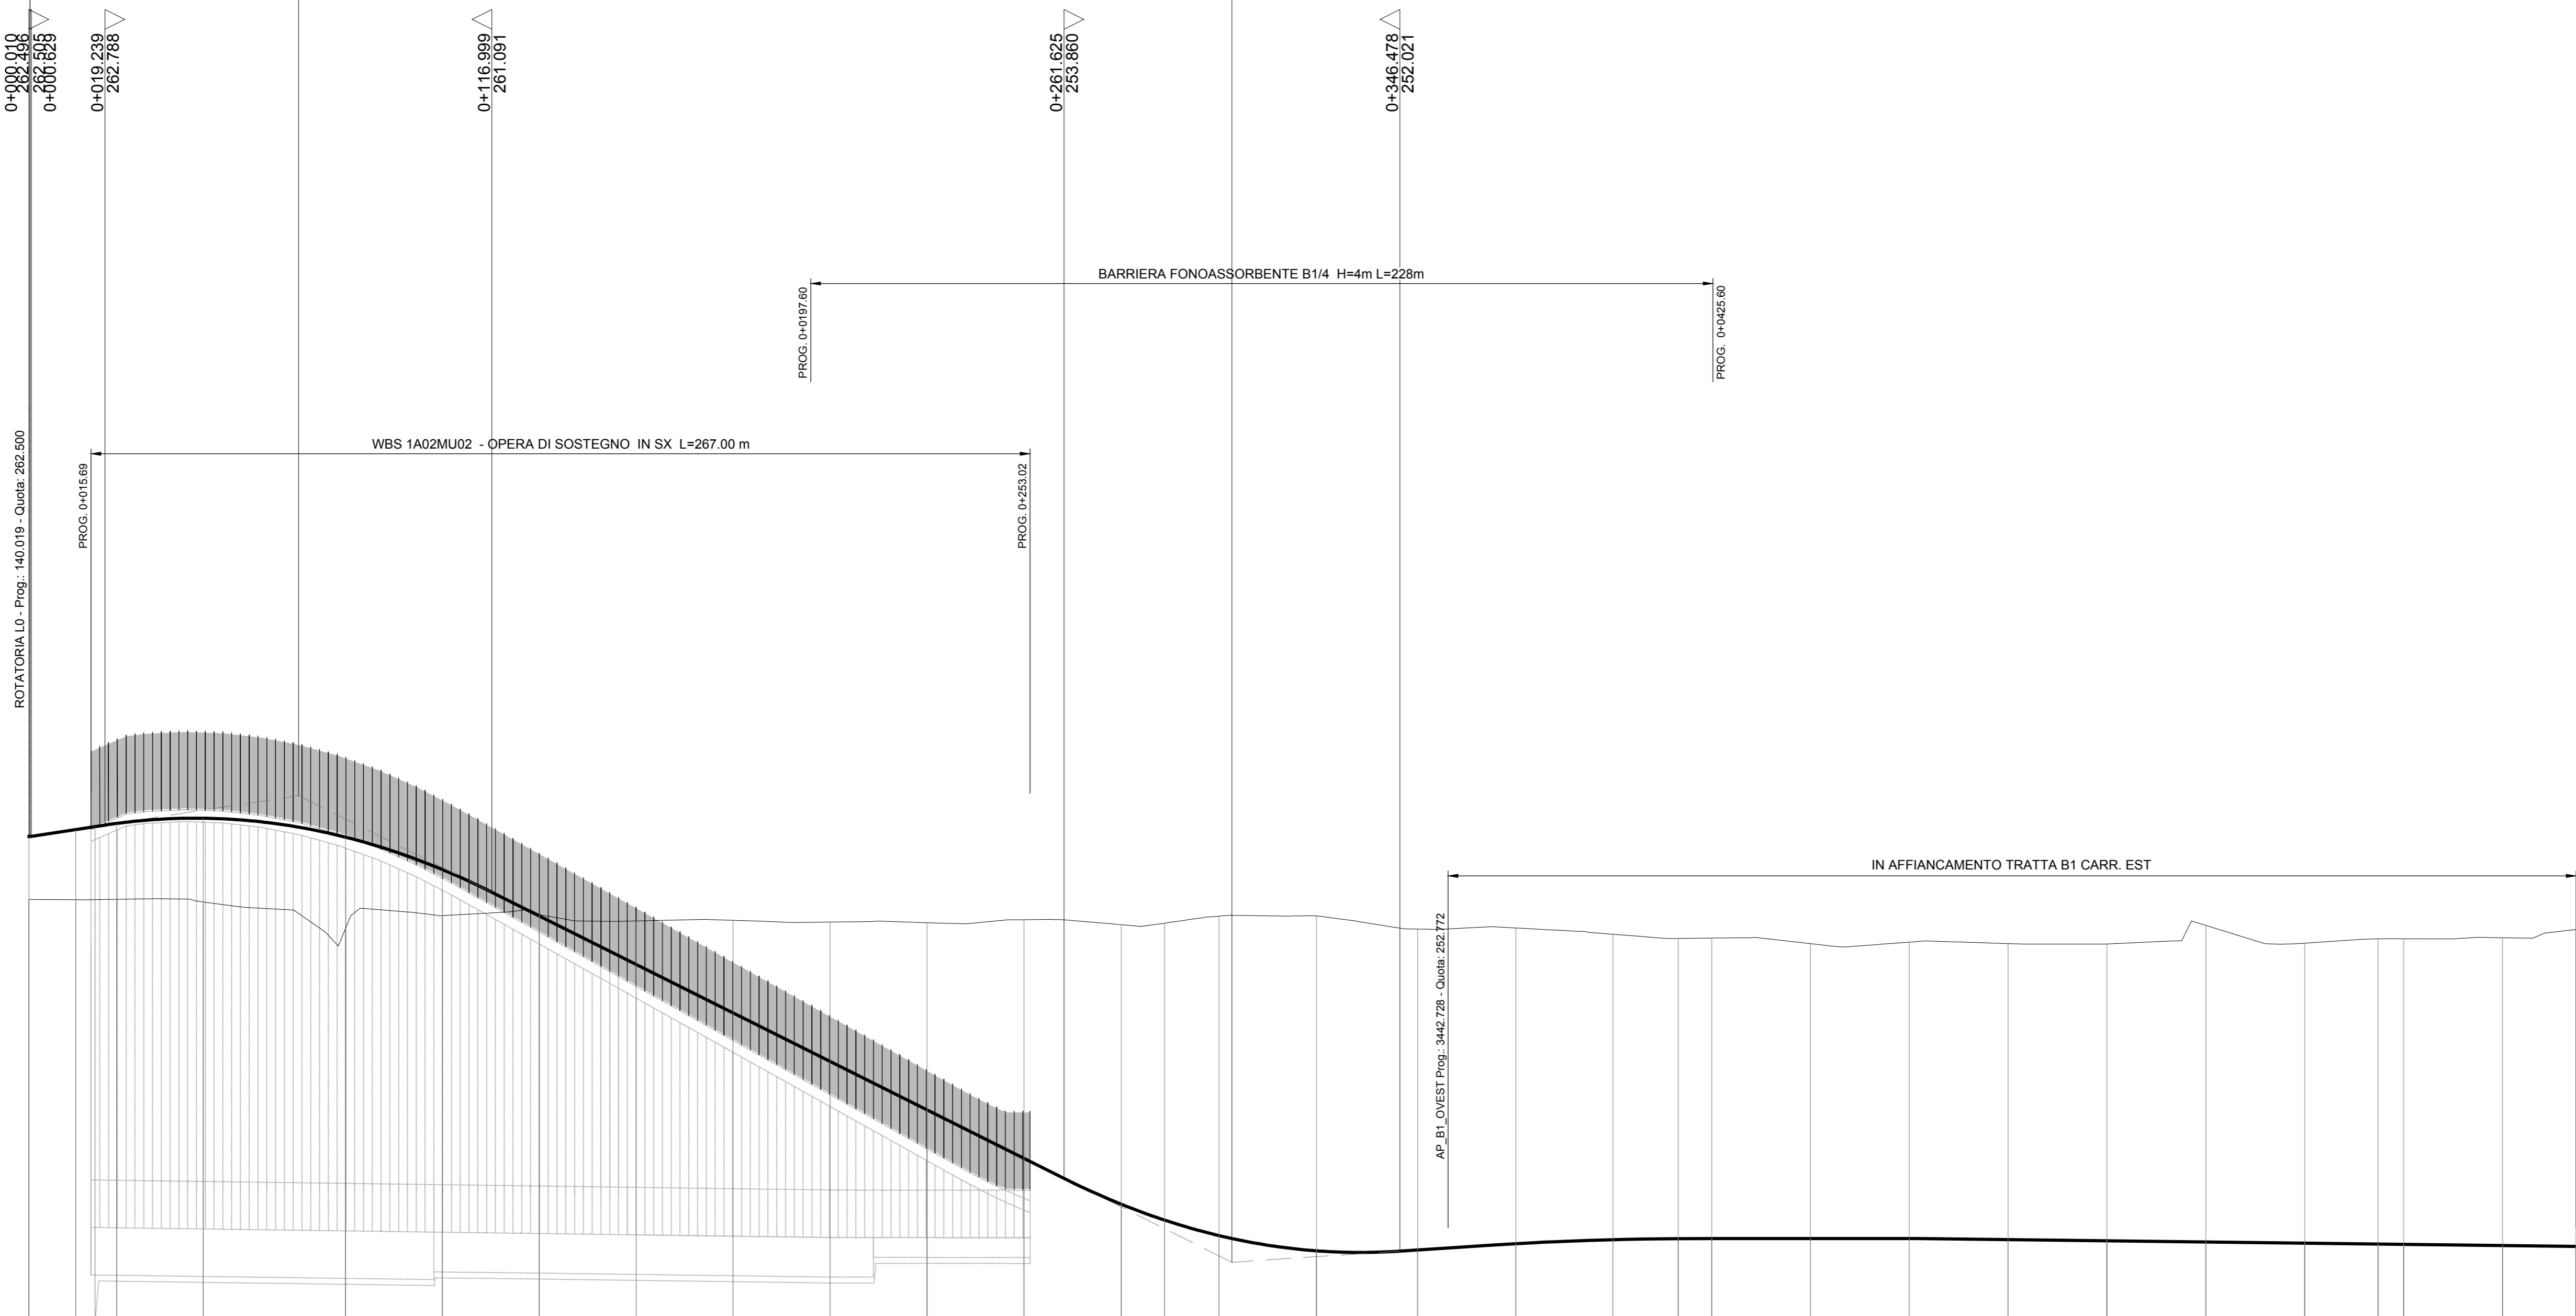 0+000.010
262.496
262.505
0+000.629
0+019.239
262.788
0+116.999
261.091
0+261.625
253.860
0+346.478
252.021
BARRIERA FONOASSORBENTE B1/4 H=4m L=228m
PROG. 0+0197.60
PROG. 0+0425.60
WBS 1A02MU02 - OPERA DI SOSTEGNO IN SX L=267.00 m
PROG. 0+015.69
PROG. 0+253.02
ROTATORIA L0 - Prog.: 140.019 - Quota: 262.500
IN AFFIANCAMENTO TRATTA B1 CARR. EST
AP_B1_OVEST Prog.: 3442.728 - Quota: 252.772